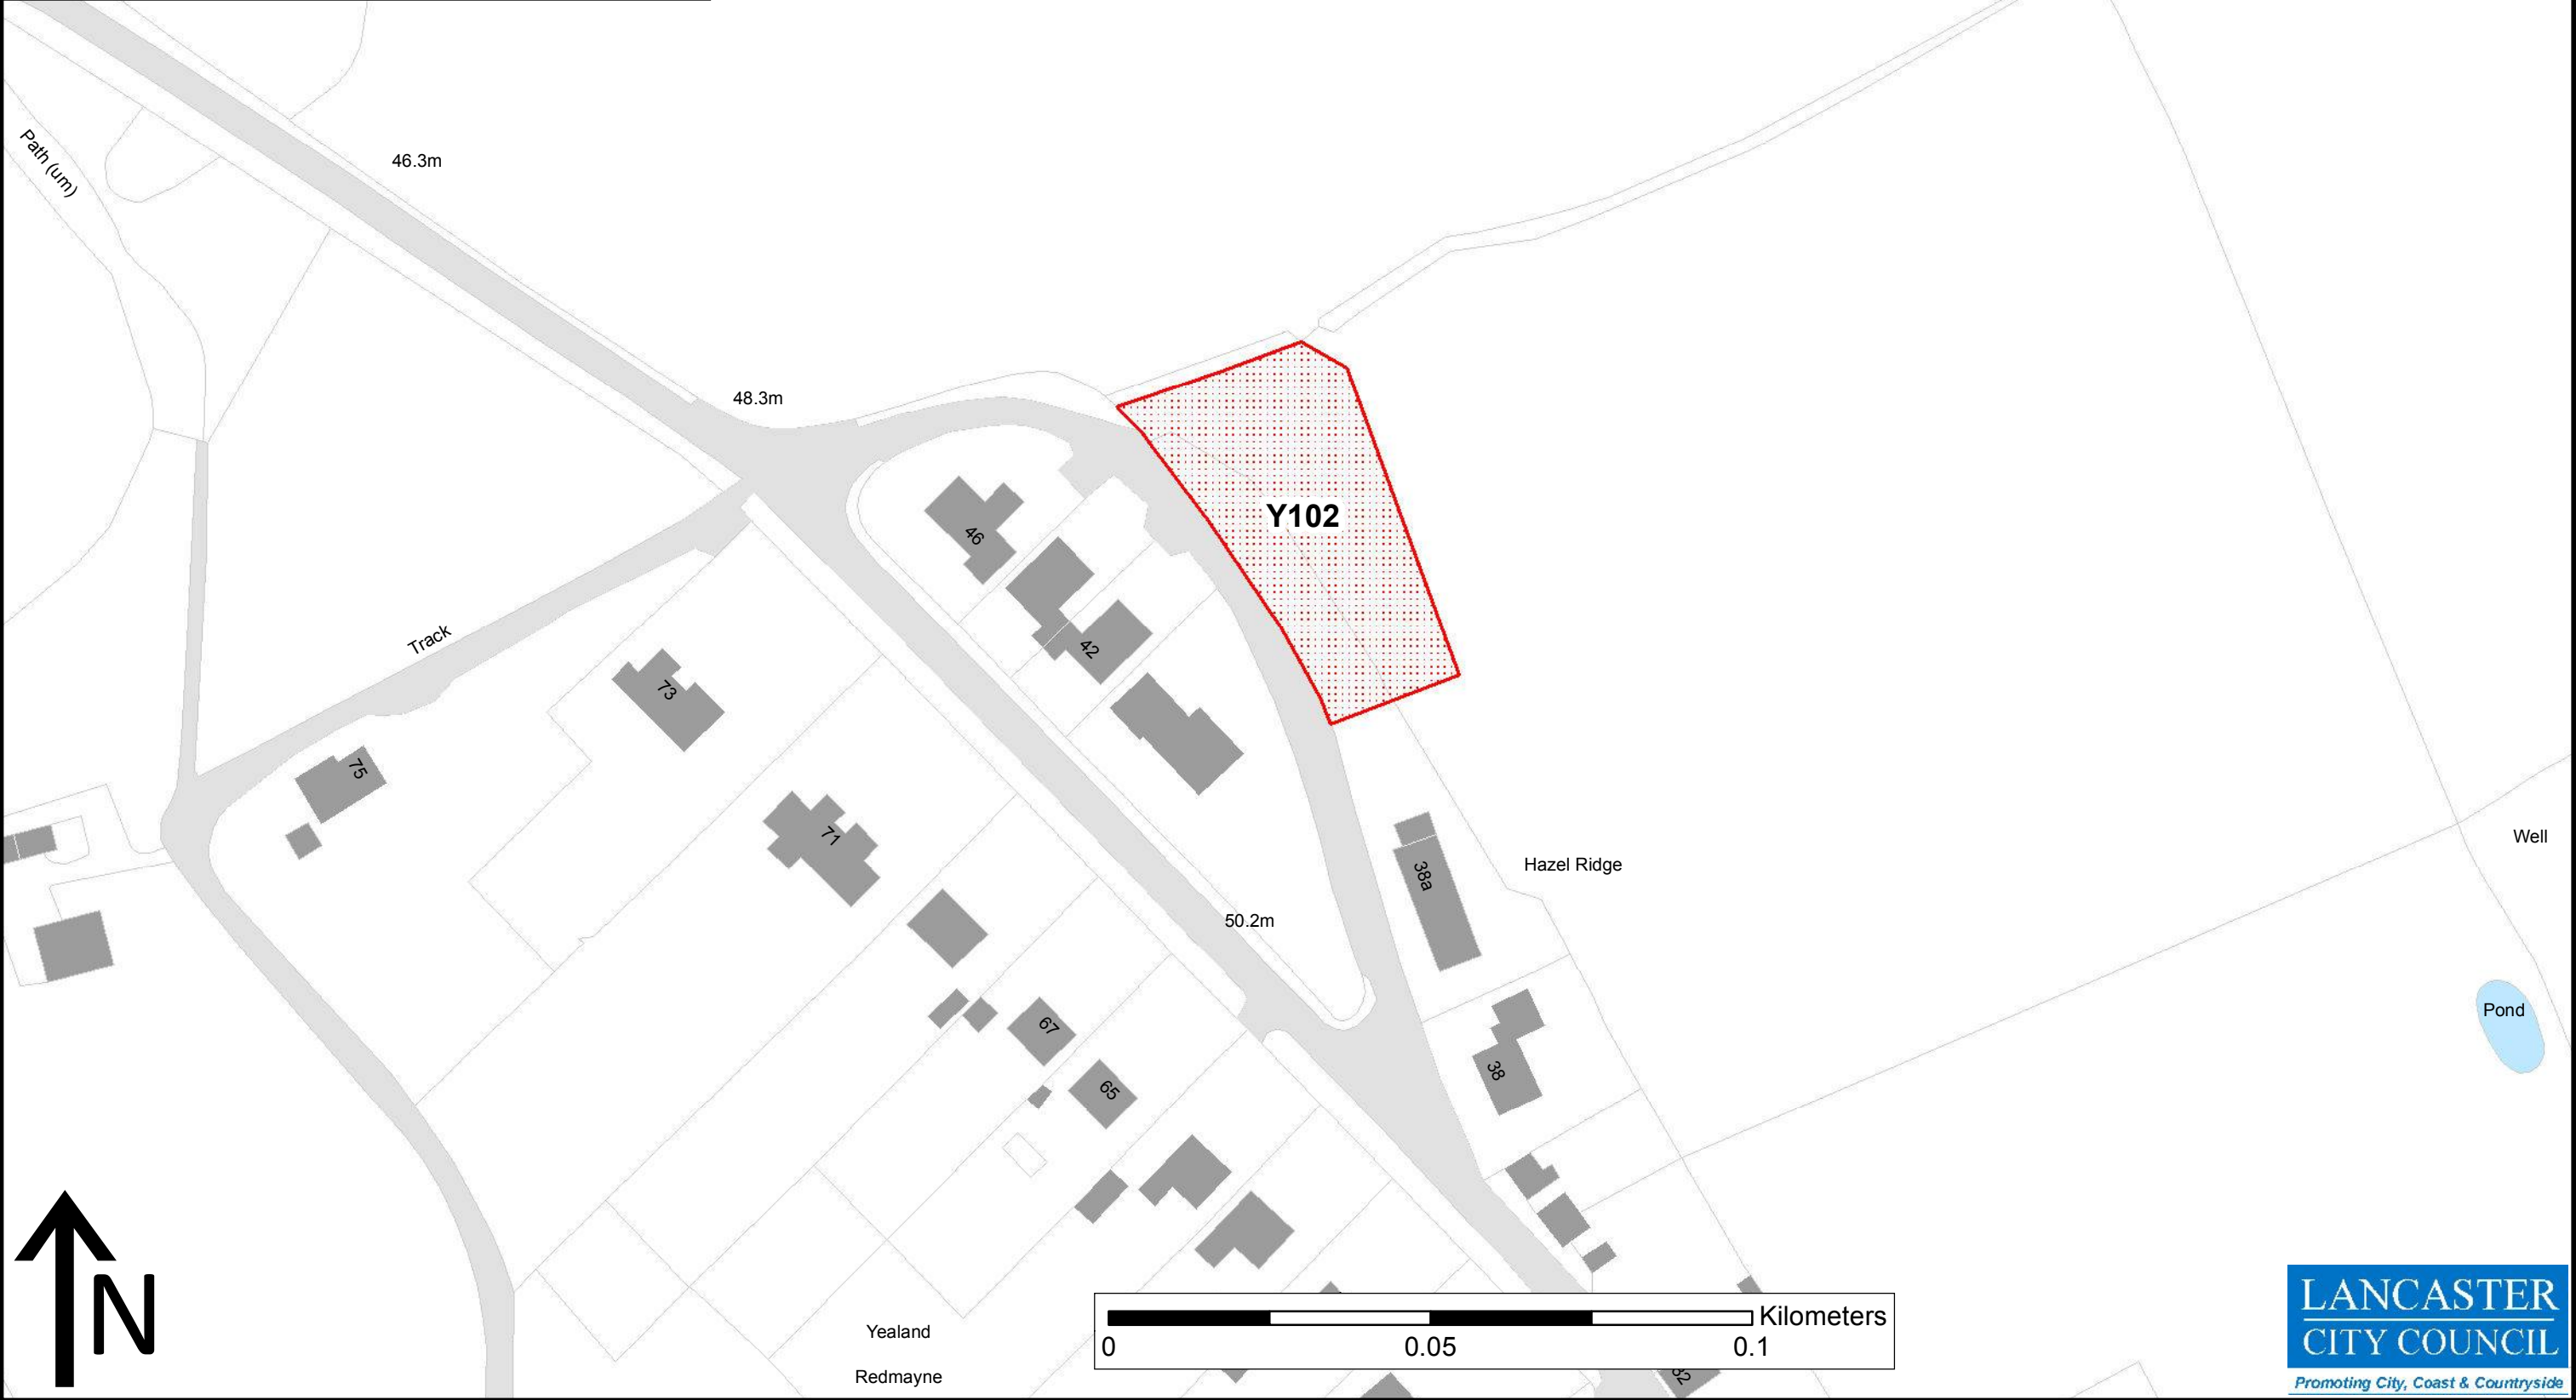 46.3m
Path (um)
48.3m
Y102
46
Track
42
73
75
71
Well
Hazel Ridge
38a
50.2m
Pond
67
38
65
N
Kilometers
0 0.05 0.1
Yealand
Redmayne
32
LANCASTER
CITY COUNCIL
Promoting City, Coast & Countryside